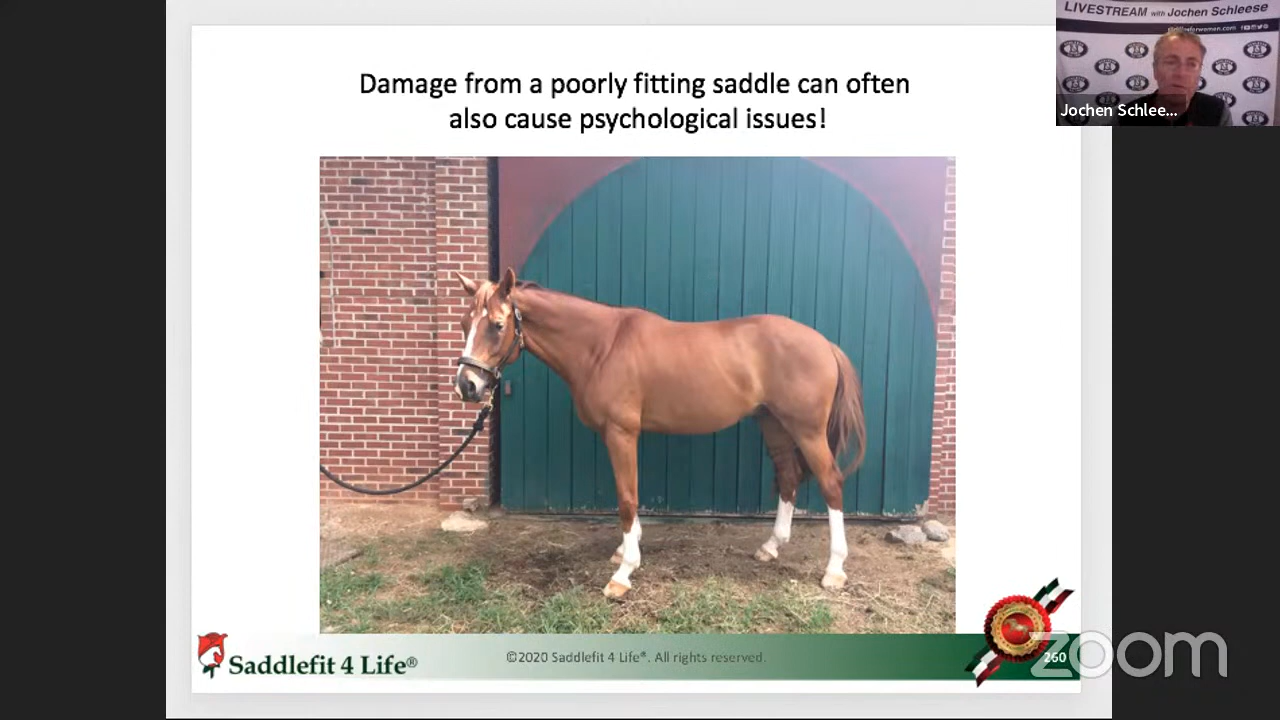 LIVESTREAM with Jochen Schleese
Jochen Schlee...
Damage from a poorly fitting saddle can often
also cause psychological issues!
Saddlefit 4 Life®
©2020 Saddlefit 4 Life®. All rights reserved.
260
zoom